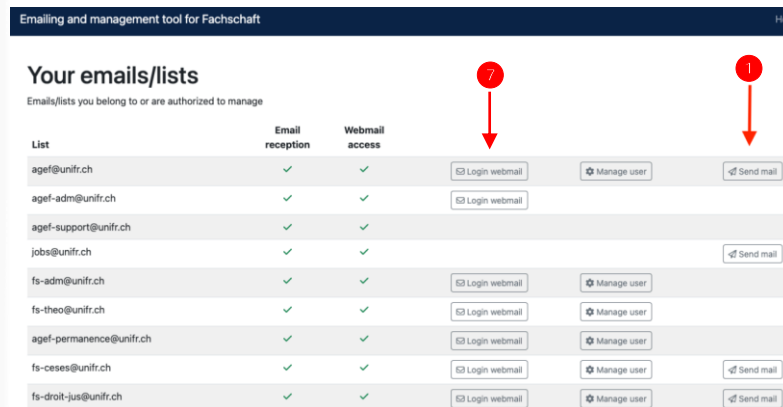 Emailing and management tool for Fachschaft
Your emails/lists
7
1
Emails/lists you belong to or are authorized to manage
List Email reception Webmail access
agef@unifr.ch Login webmail Manage user Send mail
agef-adm@unifr.ch Login webmail
agef-support@unifr.ch
jobs@unifr.ch Send mail
fs-adm@unifr.ch Login webmail Manage user
fs-theo@unifr.ch Login webmail Manage user
agef-permanence@unifr.ch Login webmail Manage user
fs-ceses@unifr.ch Login webmail Manage user Send mail
fs-droit-jus@unifr.ch Login webmail Manage user Send mail